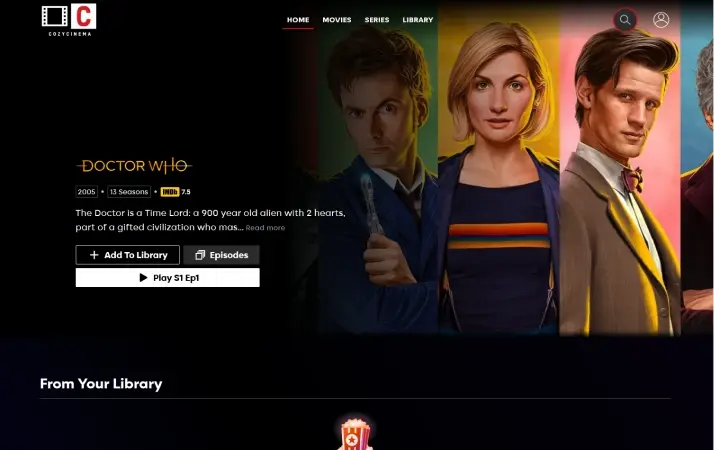 C
COZYCINEMA
HOME MOVIES SERIES LIBRARY
DOCTOR WHO
2005 • 13 Seasons • IMDb 7.5
The Doctor is a Time Lord: a 900 year old alien with 2 hearts,
part of a gifted civilization who mas... Read more
+ Add To Library Episodes
Play S1 Ep1
From Your Library